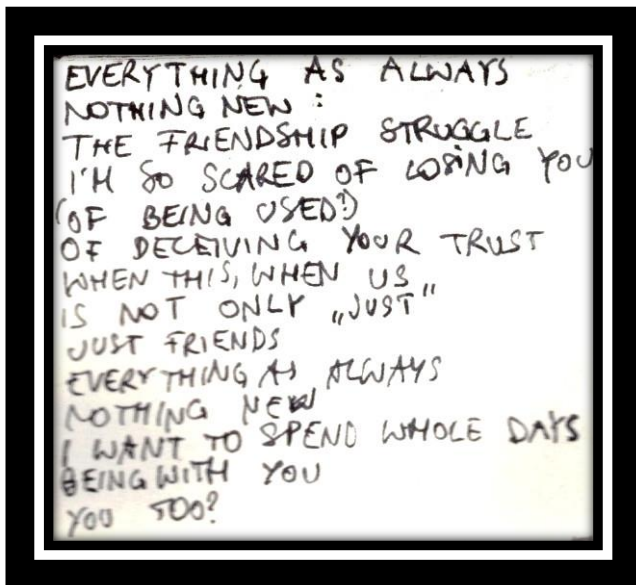 EVERYTHING AS ALWAYS
NOTHING NEW :
THE FRIENDSHIP STRUGGLE
I'M SO SCARED OF LOSING YOU
(OF BEING USED?)
OF DECEIVING YOUR TRUST
WHEN THIS, WHEN US
IS NOT ONLY „JUST"
JUST FRIENDS
EVERYTHING AS ALWAYS
NOTHING NEW
I WANT TO SPEND WHOLE DAYS
BEING WITH YOU
YOU TOO?